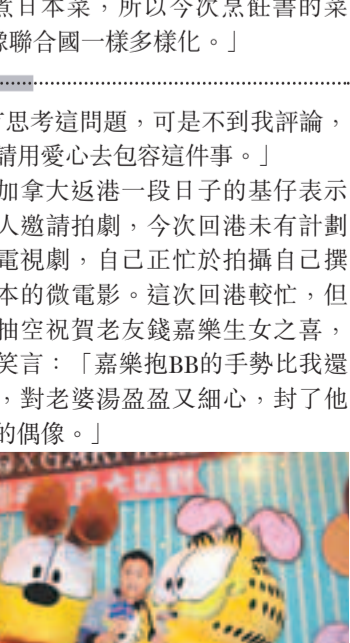 煮日本菜，所以今次烹飪書的菜
像聯合國一樣多樣化。」
思考這問題，可是不到我評論，
請用愛心去包容這件事。」
加拿大返港一段日子的基仔表示
人邀請拍劇，今次回港未有計劃
電視劇，自己正忙於拍攝自己撰
本的微電影。這次回港較忙，但
抽空祝賀老友錢嘉樂生女之喜，
笑言：「嘉樂抱BB的手勢比我還
，對老婆湯盈盈又細心，封了他
的偶像。」